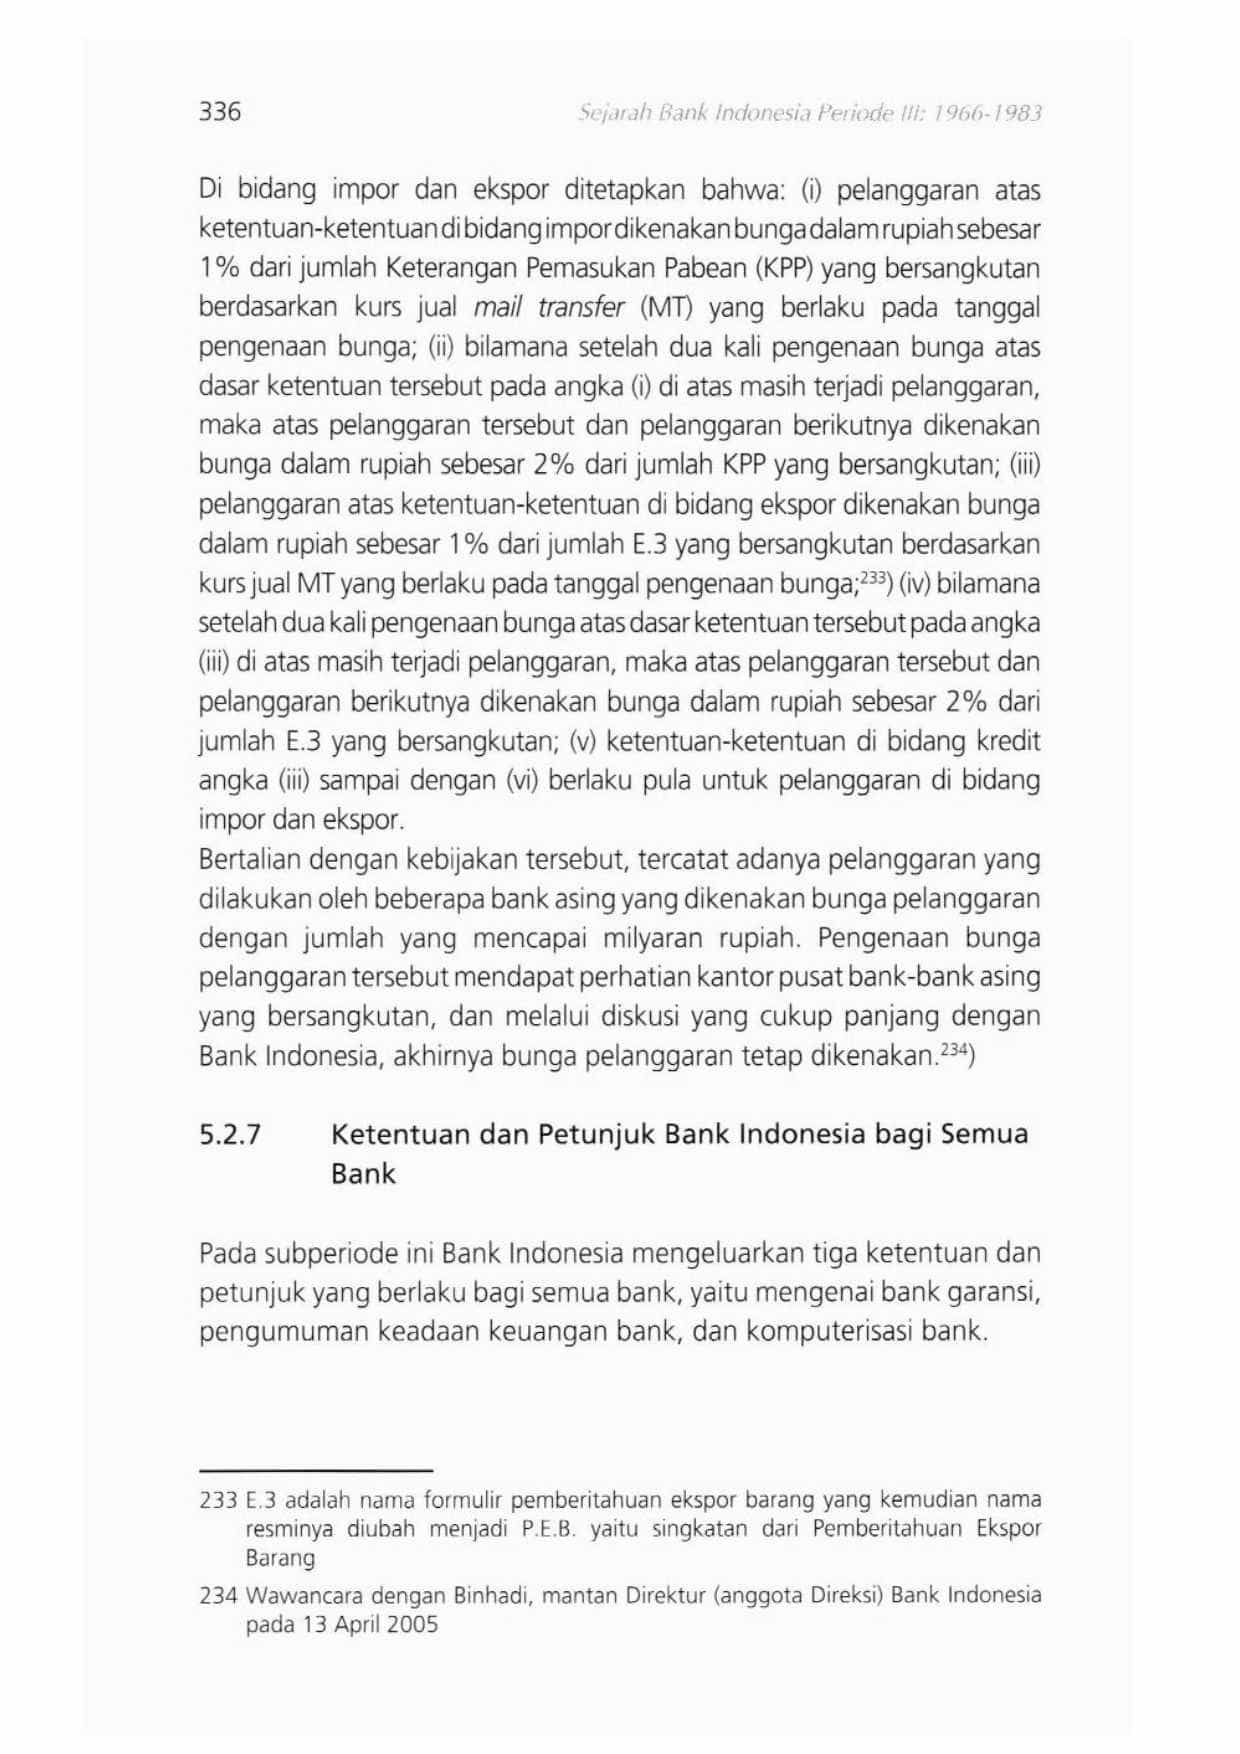 336
Sejarah Bank Indonesia Periode III: 1966-1983
Di bidang impor dan ekspor ditetapkan bahwa: (i) pelanggaran atas
ketentuan-ketentuan di bidang impor dikenakan bunga dalam rupiah sebesar
1% dari jumlah Keterangan Pemasukan Pabean (KPP) yang bersangkutan
berdasarkan kurs jual mail transfer (MT) yang berlaku pada tanggal
pengenaan bunga; (ii) bilamana setelah dua kali pengenaan bunga atas
dasar ketentuan tersebut pada angka (i) di atas masih terjadi pelanggaran,
maka atas pelanggaran tersebut dan pelanggaran berikutnya dikenakan
bunga dalam rupiah sebesar 2% dari jumlah KPP yang bersangkutan; (iii)
pelanggaran atas ketentuan-ketentuan di bidang ekspor dikenakan bunga
dalam rupiah sebesar 1% dari jumlah E.3 yang bersangkutan berdasarkan
kurs jual MT yang berlaku pada tanggal pengenaan bunga;233) (iv) bilamana
setelah dua kali pengenaan bunga atas dasar ketentuan tersebut pada angka
(iii) di atas masih terjadi pelanggaran, maka atas pelanggaran tersebut dan
pelanggaran berikutnya dikenakan bunga dalam rupiah sebesar 2% dari
jumlah E.3 yang bersangkutan; (v) ketentuan-ketentuan di bidang kredit
angka (iii) sampai dengan (vi) berlaku pula untuk pelanggaran di bidang
impor dan ekspor.
Bertalian dengan kebijakan tersebut, tercatat adanya pelanggaran yang
dilakukan oleh beberapa bank asing yang dikenakan bunga pelanggaran
dengan jumlah yang mencapai milyaran rupiah. Pengenaan bunga
pelanggaran tersebut mendapat perhatian kantor pusat bank-bank asing
yang bersangkutan, dan melalui diskusi yang cukup panjang dengan
Bank Indonesia, akhirnya bunga pelanggaran tetap dikenakan.234)
5.2.7 Ketentuan dan Petunjuk Bank Indonesia bagi Semua
Bank
Pada subperiode ini Bank Indonesia mengeluarkan tiga ketentuan dan
petunjuk yang berlaku bagi semua bank, yaitu mengenai bank garansi,
pengumuman keadaan keuangan bank, dan komputerisasi bank.
233 E.3 adalah nama formulir pemberitahuan ekspor barang yang kemudian nama
resminya diubah menjadi P.E.B. yaitu singkatan dari Pemberitahuan Ekspor
Barang
234 Wawancara dengan Binhadi, mantan Direktur (anggota Direksi) Bank Indonesia
pada 13 April 2005